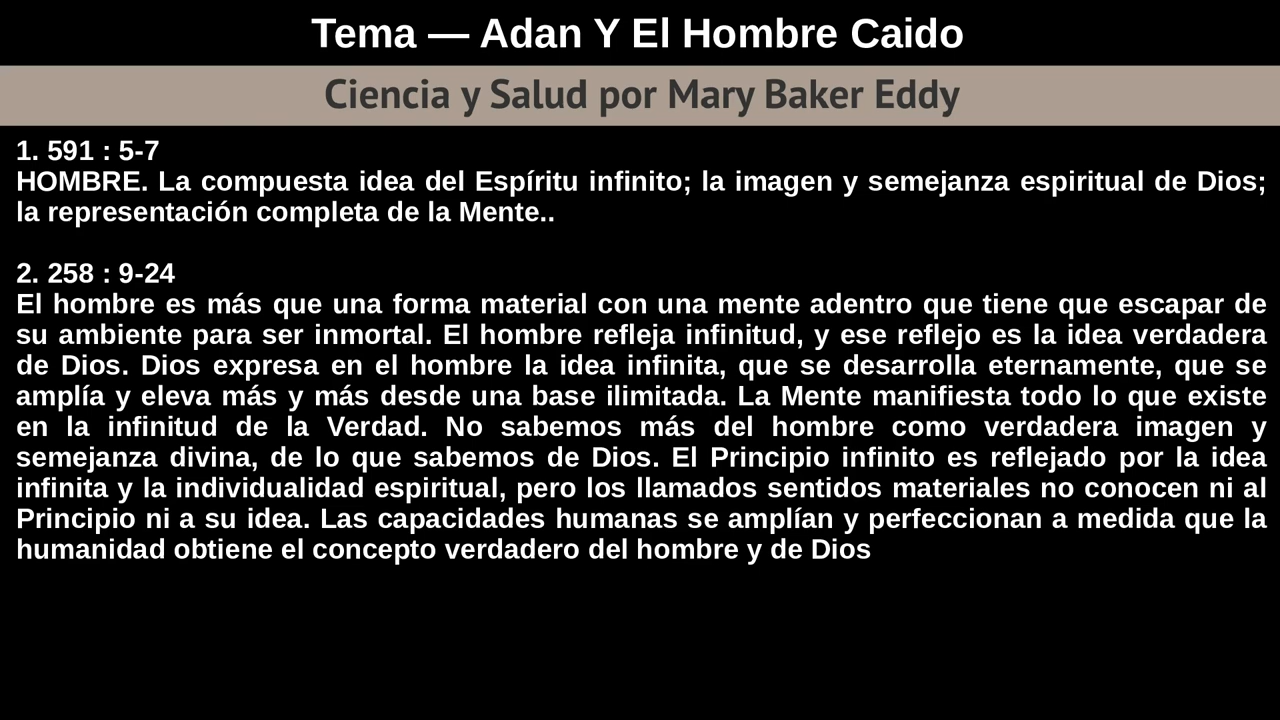 Tema — Adan Y El Hombre Caido
Ciencia y Salud por Mary Baker Eddy
1. 591 : 5-7
HOMBRE. La compuesta idea del Espíritu infinito; la imagen y semejanza espiritual de Dios;
la representación completa de la Mente..
2. 258 : 9-24
El hombre es más que una forma material con una mente adentro que tiene que escapar de
su ambiente para ser inmortal. El hombre refleja infinitud, y ese reflejo es la idea verdadera
de Dios. Dios expresa en el hombre la idea infinita, que se desarrolla eternamente, que se
amplía y eleva más y más desde una base ilimitada. La Mente manifiesta todo lo que existe
en la infinitud de la Verdad. No sabemos más del hombre como verdadera imagen y
semejanza divina, de lo que sabemos de Dios. El Principio infinito es reflejado por la idea
infinita y la individualidad espiritual, pero los llamados sentidos materiales no conocen ni al
Principio ni a su idea. Las capacidades humanas se amplían y perfeccionan a medida que la
humanidad obtiene el concepto verdadero del hombre y de Dios